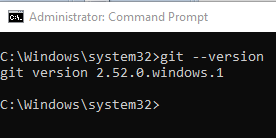 Administrator: Command Prompt
C:\Windows\system32>git --version
git version 2.52.0.windows.1
C:\Windows\system32>